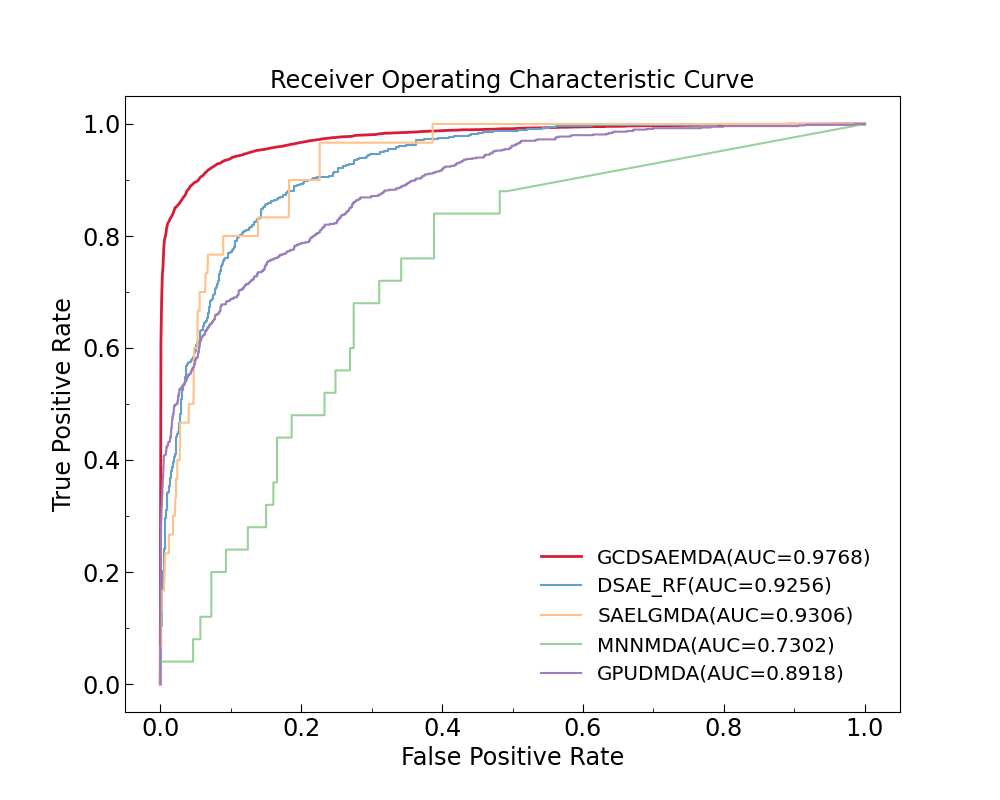 Receiver Operating Characteristic Curve
1.0
0.8
0.6
0.4
0.2
0.0
True Positive Rate
GCDSAEMDA(AUC=0.9768)
DSAE_RF(AUC=0.9256)
SAELGMDA(AUC=0.9306)
MNNMDA(AUC=0.7302)
GPUDMDA(AUC=0.8918)
0.0 0.2 0.4 0.6 0.8 1.0
False Positive Rate